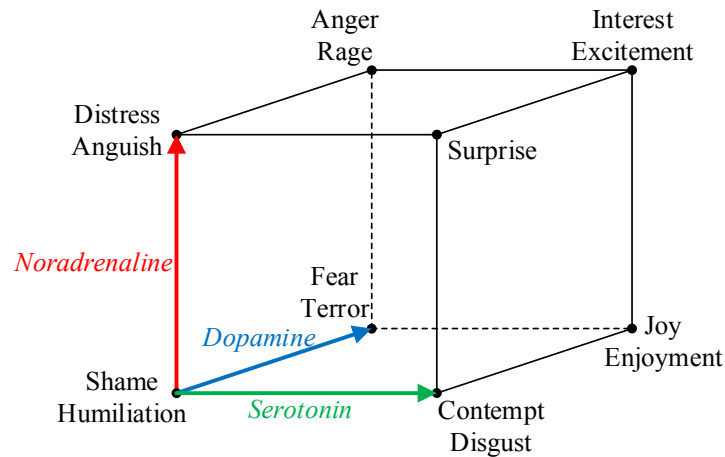 Anger
Rage
Interest
Excitement
Distress
Anguish
Surprise
Noradrenaline
Fear
Terror
Dopamine
Joy
Enjoyment
Shame
Humiliation
Serotonin
Contempt
Disgust